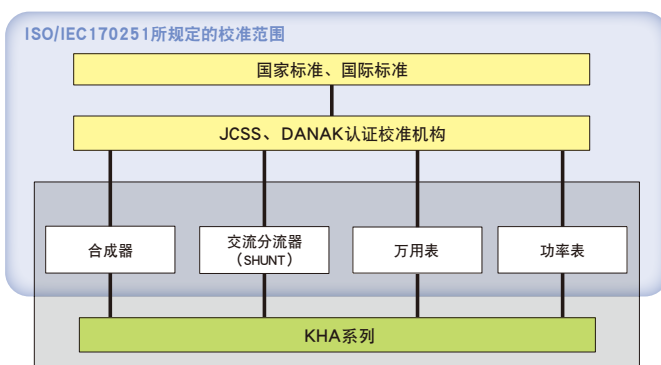 ISO/IEC170251所规定的校准范围
国家标准、国际标准
JCSS、DANAK认证校准机构
合成器
交流分流器
（SHUNT）
万用表
功率表
KHA系列